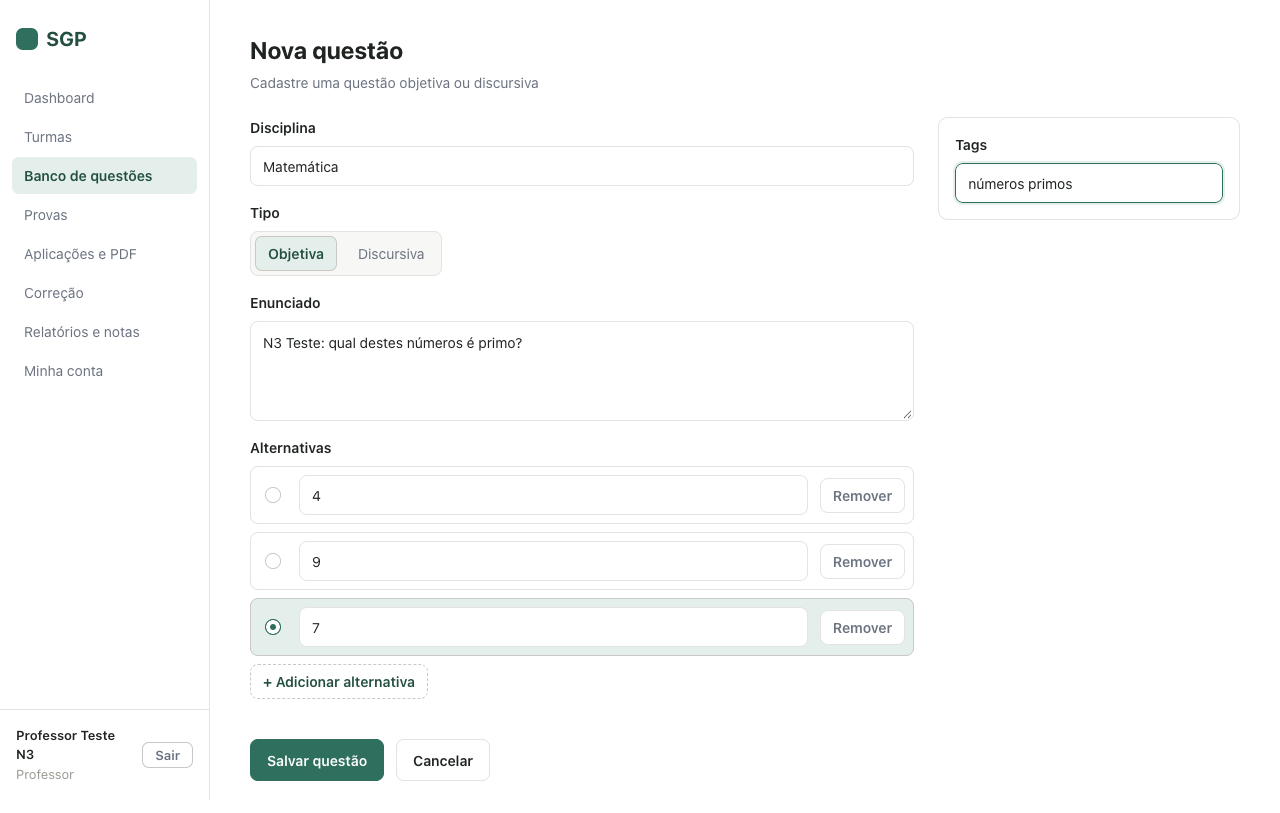 SGP
Dashboard
Turmas
Banco de questões
Provas
Aplicações e PDF
Correção
Relatórios e notas
Minha conta
Professor Teste
N3
Professor
Sair
Nova questão
Cadastre uma questão objetiva ou discursiva
Disciplina
Matemática
Tipo
Objetiva Discursiva
Enunciado
N3 Teste: qual destes números é primo?
Alternativas
4 Remover
9 Remover
7 Remover
+ Adicionar alternativa
Salvar questão Cancelar
Tags
números primos